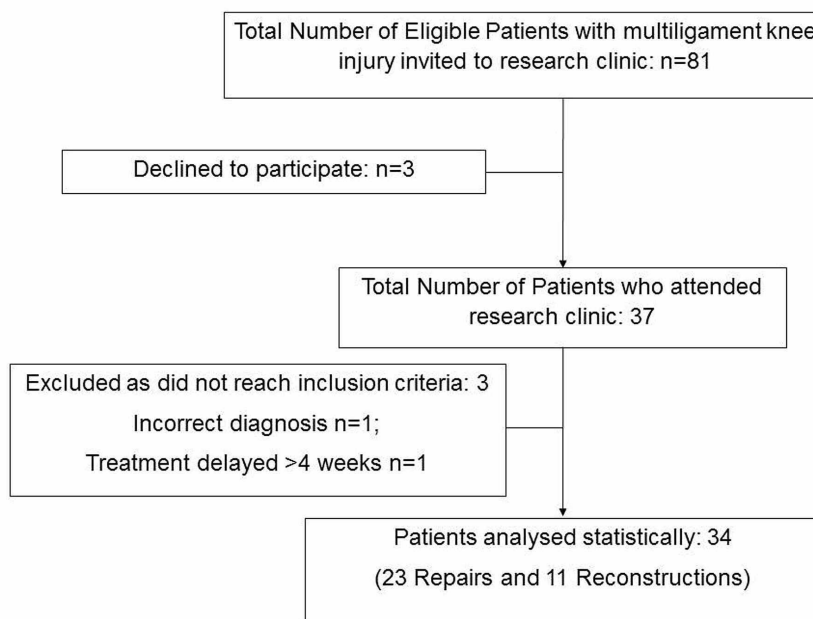 Total Number of Eligible Patients with multiligament knee
injury invited to research clinic: n=81
Declined to participate: n=3
Total Number of Patients who attended
research clinic: 37
Excluded as did not reach inclusion criteria: 3
Incorrect diagnosis n=1;
Treatment delayed >4 weeks n=1
Patients analysed statistically: 34
(23 Repairs and 11 Reconstructions)